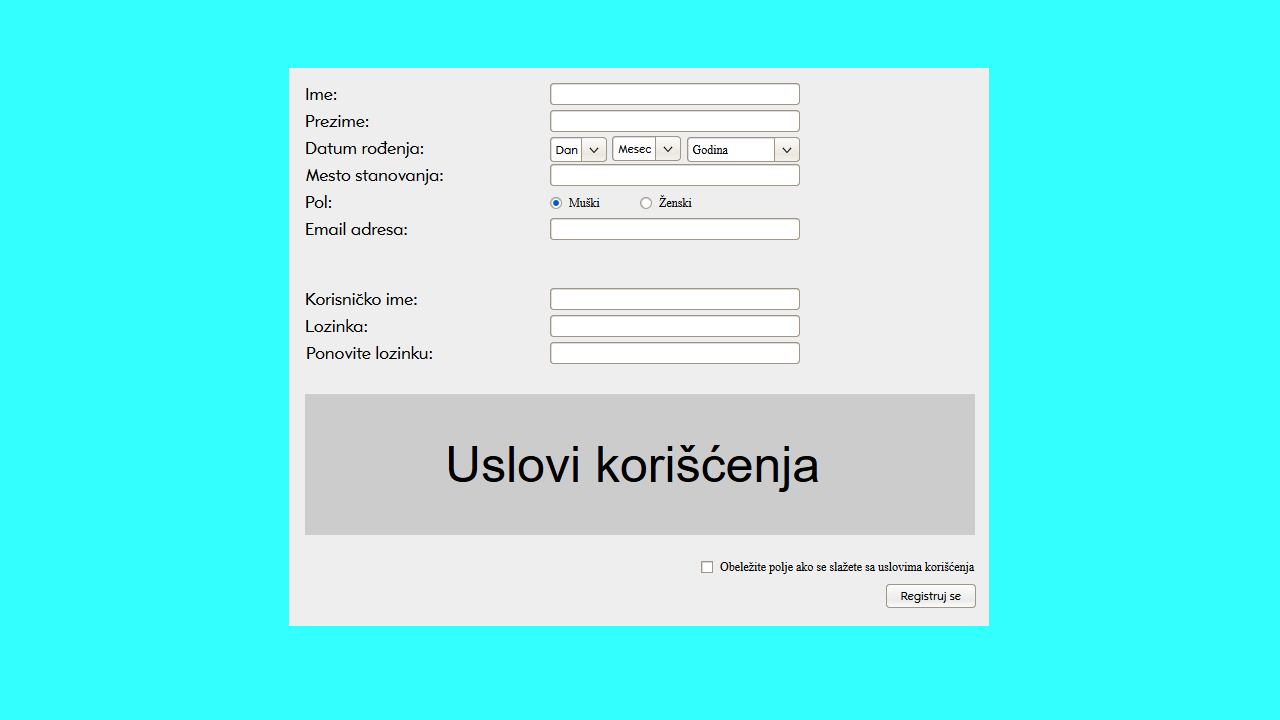 Ime:
Prezime:
Datum rođenja:
Dan Mesec Godina
Mesto stanovanja:
Pol:
Muški Ženski
Email adresa:
Korisničko ime:
Lozinka:
Ponovite lozinku:
Uslovi korišćenja
Obeležite polje ako se slažete sa uslovima korišćenja
Registruj se